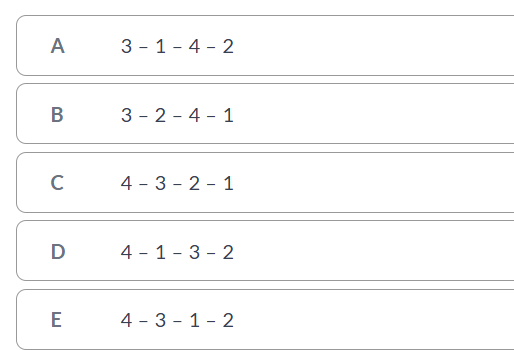 A 3 – 1 – 4 – 2
B 3 – 2 – 4 – 1
C 4 – 3 – 2 – 1
D 4 – 1 – 3 – 2
E 4 – 3 – 1 – 2